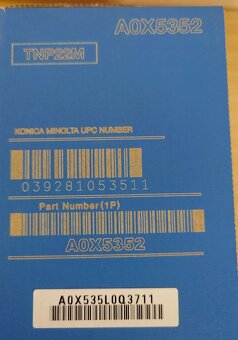 A0X5352
TNP22M
KONICA MINOLTA UPC NUMBER
039281053511
Part Number(1P)
A0X5352
A0X535L0Q3711